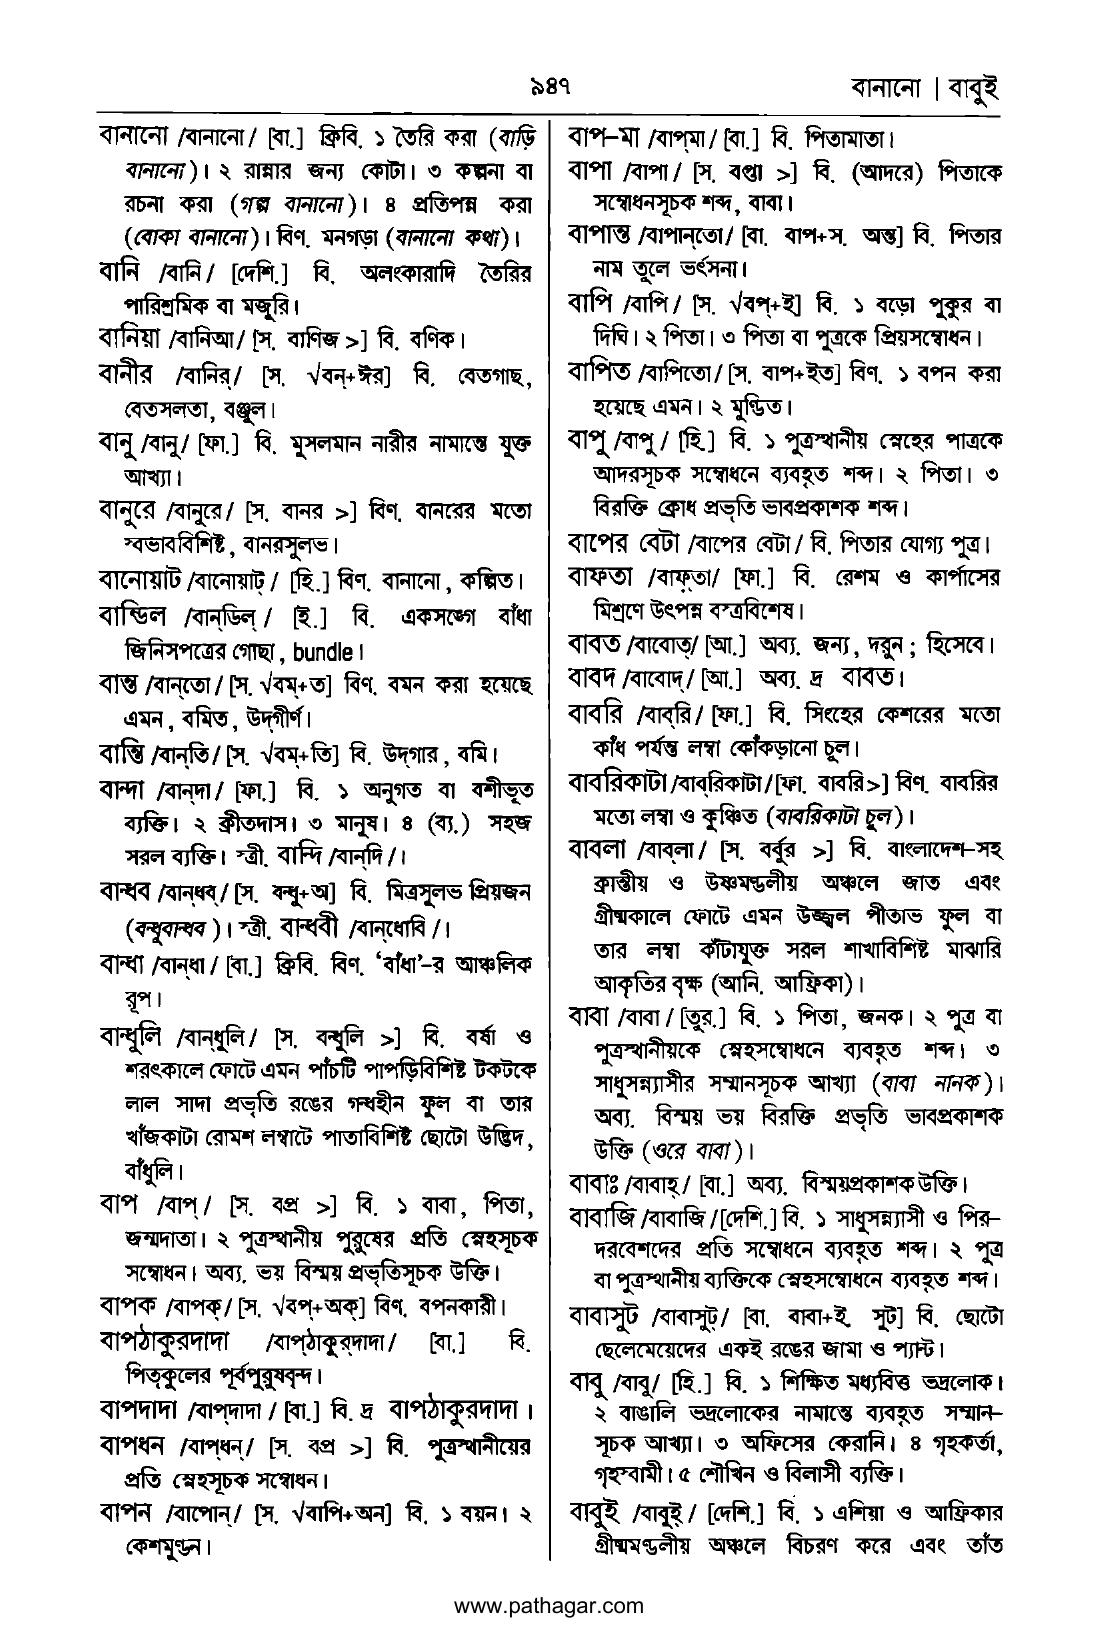 ৯৪৭
বানানো | বাবুই
বানানো /বানানো/ [বা.] ক্রিবি. ১ তৈরি করা (বাড়ি
বানানো)। ২ রান্নার জন্য কোটা। ৩ কল্পনা বা
রচনা করা (গল্প বানানো)। ৪ প্রতিপন্ন করা
(বোকা বানানো)। বিণ. মনগড়া (বানানো কথা)।
বানি /বানি/ [দেশি.] বি. অলংকারাদি তৈরির
পারিশ্রমিক বা মজুরি।
বানিয়া /বানিআ/ [স. বাণিজ >] বি. বণিক।
বানীর /বানির্/ [স. √বন্+ঈর] বি. বেতগাছ,
বেতসলতা, বঞ্জুল।
বানু /বানু/ [ফা.] বি. মুসলমান নারীর নামান্তে যুক্ত
আখ্যা।
বানুরে /বানুরে/ [স. বানর >] বিণ. বানরের মতো
স্বভাববিশিষ্ট, বানরসুলভ।
বানোয়াট /বানোয়াট্/ [হি.] বিণ. বানানো, কল্পিত।
বান্ডিল /বান্‌ডিল্/ [ই.] বি. একসঙ্গে বাঁধা
জিনিসপত্রের গোছা, bundle।
বান্ত /বান্‌তো/ [স. √বম্+ত] বিণ. বমন করা হয়েছে
এমন, বমিত, উদ্‌গীর্ণ।
বান্তি /বান্‌তি/ [স. √বম্+তি] বি. উদ্‌গার, বমি।
বান্দা /বান্‌দা/ [ফা.] বি. ১ অনুগত বা বশীভূত
ব্যক্তি। ২ ক্রীতদাস। ৩ মানুষ। ৪ (ব্য.) সহজ
সরল ব্যক্তি। স্ত্রী. বান্দি /বান্‌দি/।
বান্ধব /বান্‌ধব্/ [স. বন্ধু+অ] বি. মিত্রসুলভ প্রিয়জন
(বন্ধুবান্ধব)। স্ত্রী. বান্ধবী /বান্‌ধোবি/।
বান্ধা /বান্‌ধা/ [বা.] ক্রিবি. বিণ. ‘বাঁধা’-র আঞ্চলিক
রূপ।
বান্ধুলি /বান্‌ধুলি/ [স. বন্ধুলি >] বি. বর্ষা ও
শরৎকালে ফোটে এমন পাঁচটি পাপড়িবিশিষ্ট টকটকে
লাল সাদা প্রভৃতি রঙের গন্ধহীন ফুল বা তার
খাঁজকাটা রোমশ লম্বাটে পাতাবিশিষ্ট ছোটো উদ্ভিদ,
বাঁধুলি।
বাপ /বাপ্/ [স. বপ্র >] বি. ১ বাবা, পিতা,
জন্মদাতা। ২ পুত্রস্থানীয় পুরুষের প্রতি স্নেহসূচক
সম্বোধন। অব্য. ভয় বিস্ময় প্রভৃতিসূচক উক্তি।
বাপক /বাপক্/ [স. √বপ্+অক্] বিণ. বপনকারী।
বাপঠাকুরদাদা /বাপ্‌ঠাকুর্‌দাদা/ [বা.] বি.
পিতৃকুলের পূর্বপুরুষবৃন্দ।
বাপদাদা /বাপ্‌দাদা/ [বা.] বি. দ্র বাপঠাকুরদাদা।
বাপধন /বাপ্‌ধন্/ [স. বপ্র >] বি. পুত্রস্থানীয়ের
প্রতি স্নেহসূচক সম্বোধন।
বাপন /বাপোন্/ [স. √বাপি+অন] বি. ১ বয়ন। ২
কেশমুণ্ডন।
বাপ-মা /বাপ্‌মা/ [বা.] বি. পিতামাতা।
বাপা /বাপা/ [স. বপ্তা >] বি. (আদরে) পিতাকে
সম্বোধনসূচক শব্দ, বাবা।
বাপান্ত /বাপান্‌তো/ [বা. বাপ+স. অন্ত] বি. পিতার
নাম তুলে ভর্ৎসনা।
বাপি /বাপি/ [স. √বপ্+ই] বি. ১ বড়ো পুকুর বা
দিঘি। ২ পিতা। ৩ পিতা বা পুত্রকে প্রিয়সম্বোধন।
বাপিত /বাপিতো/ [স. বাপ+ইত] বিণ. ১ বপন করা
হয়েছে এমন। ২ মুণ্ডিত।
বাপু /বাপু/ [হি.] বি. ১ পুত্রস্থানীয় স্নেহের পাত্রকে
আদরসূচক সম্বোধনে ব্যবহৃত শব্দ। ২ পিতা। ৩
বিরক্তি ক্রোধ প্রভৃতি ভাবপ্রকাশক শব্দ।
বাপের বেটা /বাপের বেটা/ বি. পিতার যোগ্য পুত্র।
বাফতা /বাফ্‌তা/ [ফা.] বি. রেশম ও কার্পাসের
মিশ্রণে উৎপন্ন বস্ত্রবিশেষ।
বাবত /বাবোত্/ [আ.] অব্য. জন্য, দরুন; হিসেবে।
বাবদ /বাবোদ্/ [আ.] অব্য. দ্র বাবত।
বাবরি /বাব্‌রি/ [ফা.] বি. সিংহের কেশরের মতো
কাঁধ পর্যন্ত লম্বা কোঁকড়ানো চুল।
বাবরিকাটা /বাব্‌রিকাটা/ [ফা. বাবরি>] বিণ. বাবরির
মতো লম্বা ও কুঞ্চিত (বাবরিকাটা চুল)।
বাবলা /বাব্‌লা/ [স. বর্বুর >] বি. বাংলাদেশ-সহ
ক্রান্তীয় ও উষ্ণমণ্ডলীয় অঞ্চলে জাত এবং
গ্রীষ্মকালে ফোটে এমন উজ্জ্বল পীতাভ ফুল বা
তার লম্বা কাঁটাযুক্ত সরল শাখাবিশিষ্ট মাঝারি
আকৃতির বৃক্ষ (আনি. আফ্রিকা)।
বাবা /বাবা/ [তুর.] বি. ১ পিতা, জনক। ২ পুত্র বা
পুত্রস্থানীয়কে স্নেহসম্বোধনে ব্যবহৃত শব্দ। ৩
সাধুসন্ন্যাসীর সম্মানসূচক আখ্যা (বাবা নানক)।
অব্য. বিস্ময় ভয় বিরক্তি প্রভৃতি ভাবপ্রকাশক
উক্তি (ওরে বাবা)।
বাবাঃ /বাবাহ্/ [বা.] অব্য. বিস্ময়প্রকাশক উক্তি।
বাবাজি /বাবাজি/ [দেশি.] বি. ১ সাধুসন্ন্যাসী ও পির-
দরবেশদের প্রতি সম্বোধনে ব্যবহৃত শব্দ। ২ পুত্র
বা পুত্রস্থানীয় ব্যক্তিকে স্নেহসম্বোধনে ব্যবহৃত শব্দ।
বাবাসুট /বাবাসুট্/ [বা. বাবা+ই. সুট] বি. ছোটো
ছেলেমেয়েদের একই রঙের জামা ও প্যান্ট।
বাবু /বাবু/ [হি.] বি. ১ শিক্ষিত মধ্যবিত্ত ভদ্রলোক।
২ বাঙালি ভদ্রলোকের নামান্তে ব্যবহৃত সম্মান-
সূচক আখ্যা। ৩ অফিসের কেরানি। ৪ গৃহকর্তা,
গৃহস্বামী। ৫ শৌখিন ও বিলাসী ব্যক্তি।
বাবুই /বাবুই্/ [দেশি.] বি. ১ এশিয়া ও আফ্রিকার
গ্রীষ্মমণ্ডলীয় অঞ্চলে বিচরণ করে এবং তাঁত
www.pathagar.com